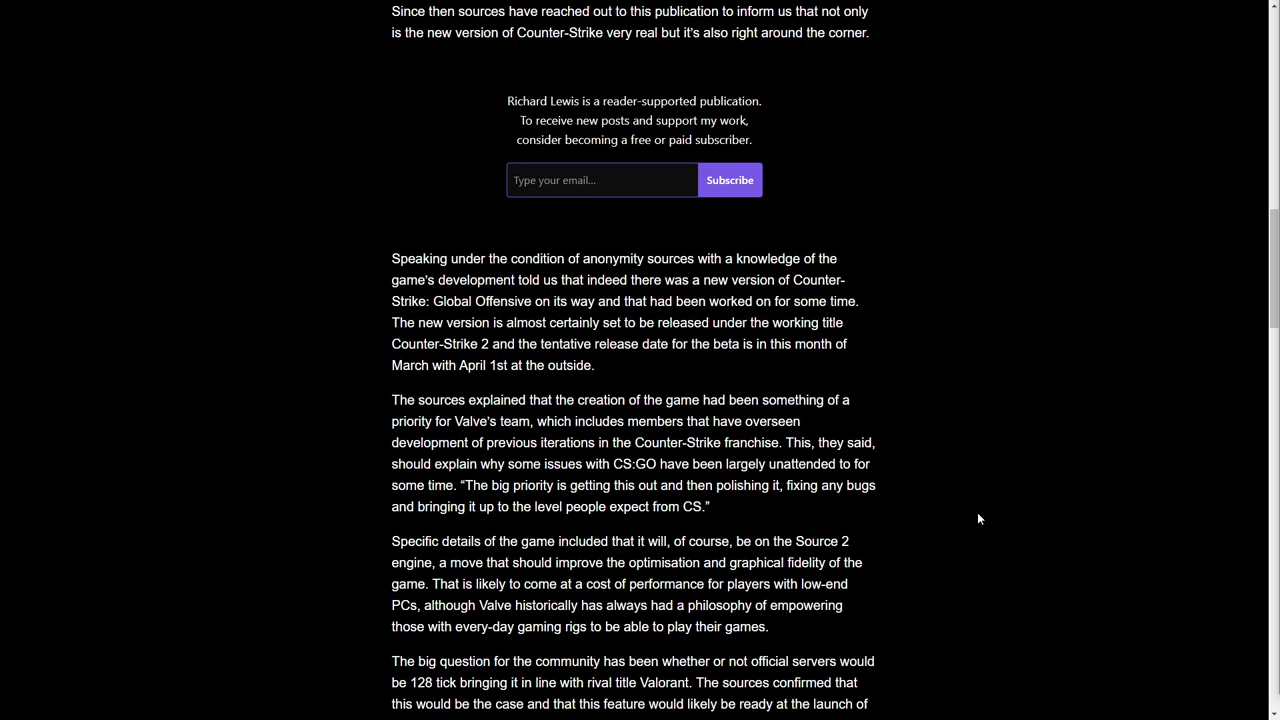 Since then sources have reached out to this publication to inform us that not only
is the new version of Counter-Strike very real but it’s also right around the corner.
Richard Lewis is a reader-supported publication.
To receive new posts and support my work,
consider becoming a free or paid subscriber.
Type your email...
Subscribe
Speaking under the condition of anonymity sources with a knowledge of the
game’s development told us that indeed there was a new version of Counter-
Strike: Global Offensive on its way and that had been worked on for some time.
The new version is almost certainly set to be released under the working title
Counter-Strike 2 and the tentative release date for the beta is in this month of
March with April 1st at the outside.
The sources explained that the creation of the game had been something of a
priority for Valve’s team, which includes members that have overseen
development of previous iterations in the Counter-Strike franchise. This, they said,
should explain why some issues with CS:GO have been largely unattended to for
some time. “The big priority is getting this out and then polishing it, fixing any bugs
and bringing it up to the level people expect from CS.”
Specific details of the game included that it will, of course, be on the Source 2
engine, a move that should improve the optimisation and graphical fidelity of the
game. That is likely to come at a cost of performance for players with low-end
PCs, although Valve historically has always had a philosophy of empowering
those with every-day gaming rigs to be able to play their games.
The big question for the community has been whether or not official servers would
be 128 tick bringing it in line with rival title Valorant. The sources confirmed that
this would be the case and that this feature would likely be ready at the launch of